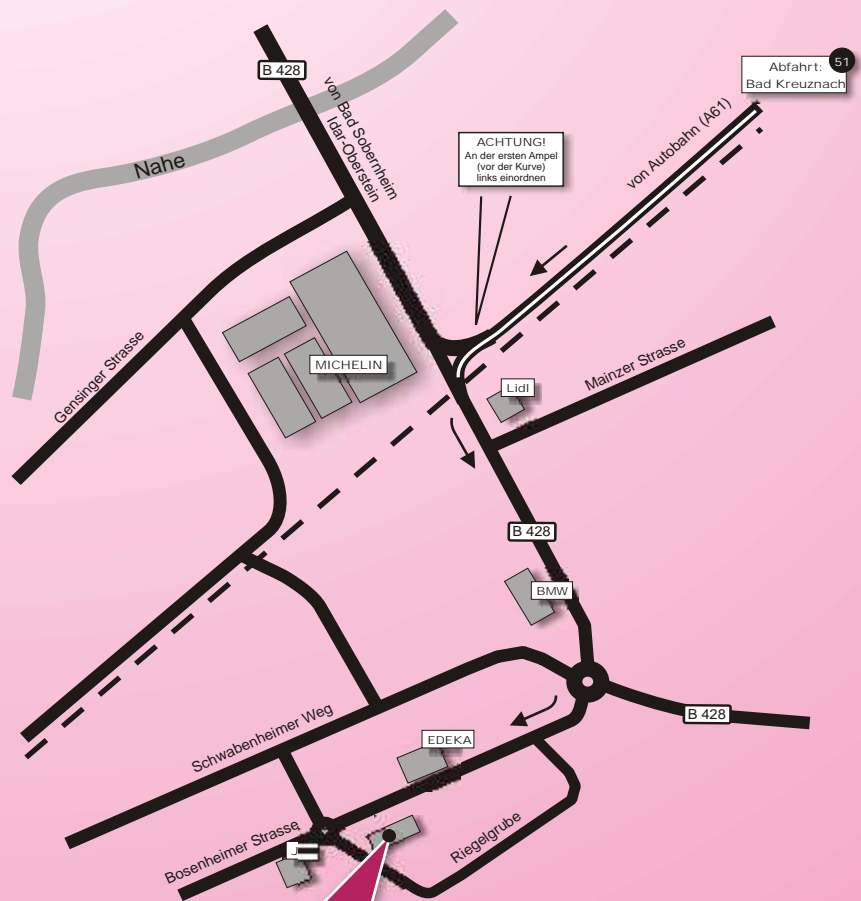 51
Abfahrt:
Bad Kreuznach
B 428
von Bad Sobernheim
Idar-Oberstein
von Autobahn (A61)
ACHTUNG!
An der ersten Ampel
(vor der Kurve)
links einordnen
Nahe
Gensinger Strasse
MICHELIN
Lidl
Mainzer Strasse
B 428
BMW
B 428
Schwabenheimer Weg
EDEKA
Bosenheimer Strasse
Riegelgrube